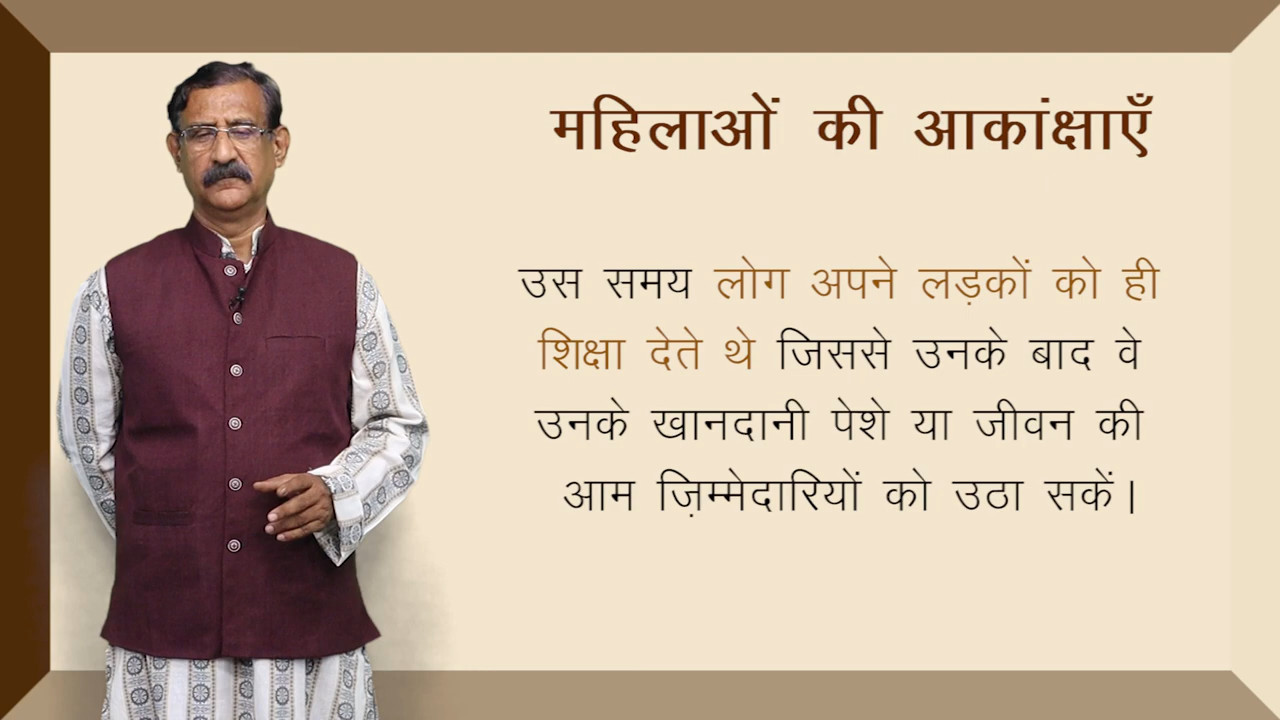 महिलाओं की आकांक्षाएँ
उस समय लोग अपने लड़कों को ही
शिक्षा देते थे जिससे उनके बाद वे
उनके खानदानी पेशे या जीवन की
आम ज़िम्मेदारियों को उठा सकें।